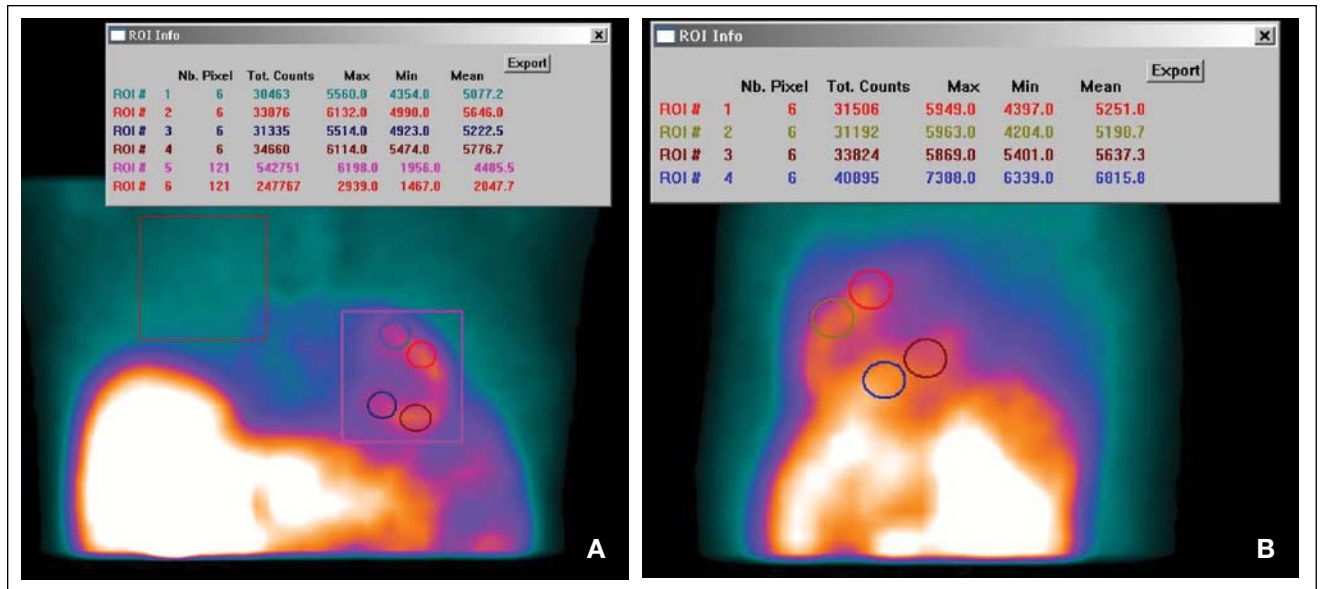 ROI Info
Export
Nb. Pixel Tot. Counts Max Min Mean
ROI # 1 6 30463 5560.0 4354.0 5077.2
ROI # 2 6 33876 6132.0 4990.0 5646.0
ROI # 3 6 31335 5514.0 4923.0 5222.5
ROI # 4 6 34660 6114.0 5474.0 5776.7
ROI # 5 121 542751 6198.0 1956.0 4485.5
ROI # 6 121 247767 2939.0 1467.0 2047.7
A
ROI Info
Export
Nb. Pixel Tot. Counts Max Min Mean
ROI # 1 6 31506 5949.0 4397.0 5251.0
ROI # 2 6 31192 5963.0 4204.0 5198.7
ROI # 3 6 33824 5869.0 5401.0 5637.3
ROI # 4 6 40895 7388.0 6339.0 6815.8
B